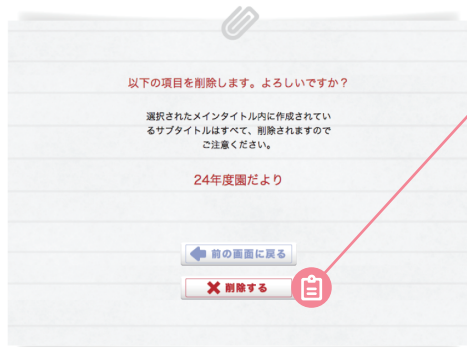 以下の項目を削除します。よろしいですか？
選択されたメインタイトル内に作成されてい
るサブタイトルはすべて、削除されますので
ご注意ください。
24年度園だより
前の画面に戻る
削除する